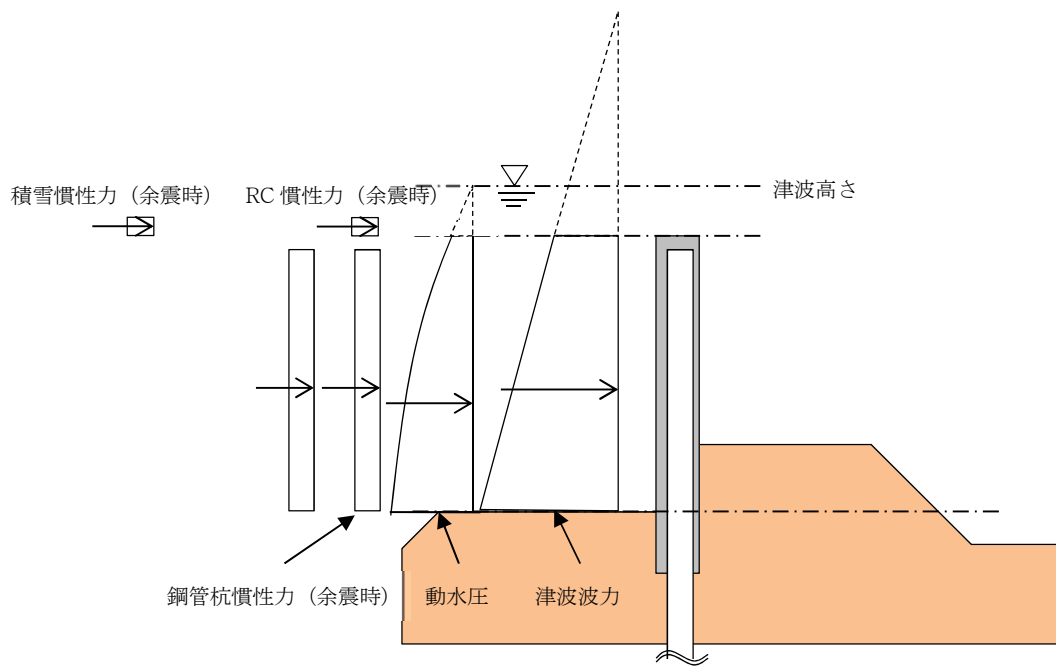 津波高さ
積雪慣性力（余震時）
RC 慣性力（余震時）
鋼管杭慣性力（余震時）
動水圧
津波波力